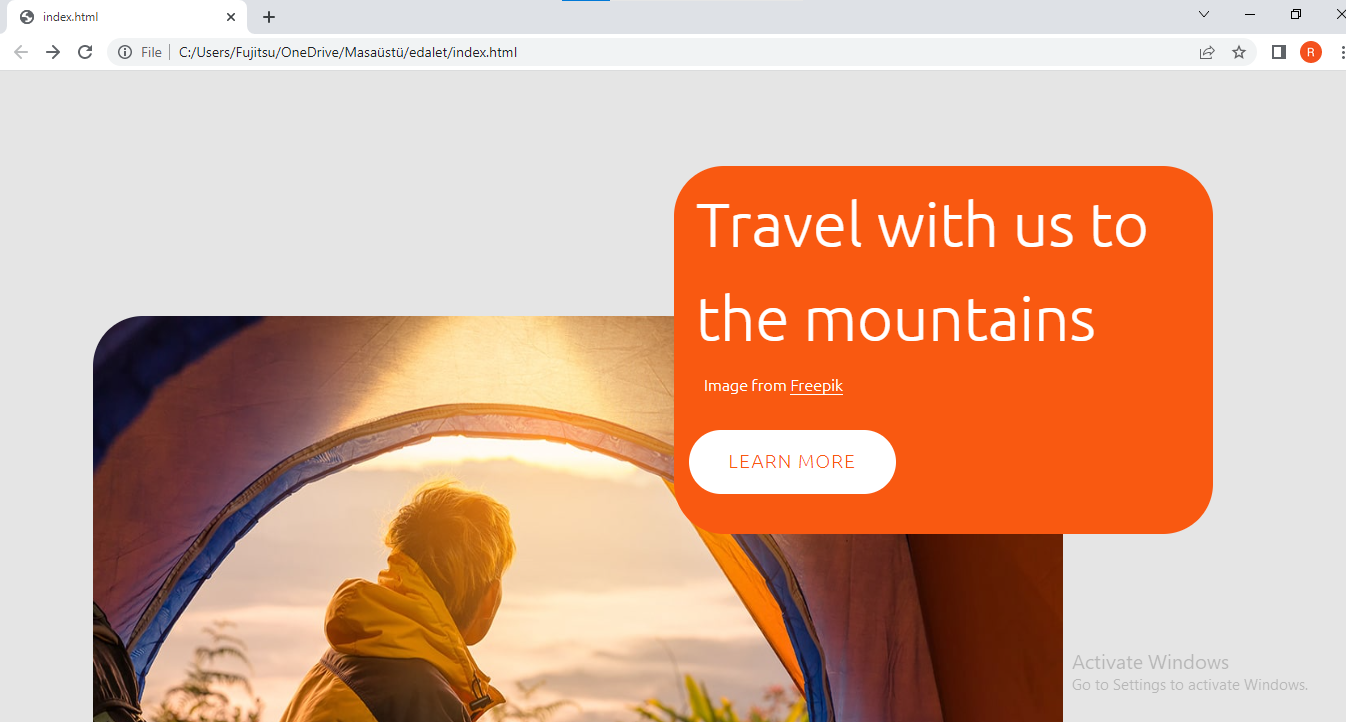 index.html
File
C:/Users/Fujitsu/OneDrive/Masaüstü/edalet/index.html
R
Travel with us to
the mountains
Image from Freepik
LEARN MORE
Activate Windows
Go to Settings to activate Windows.